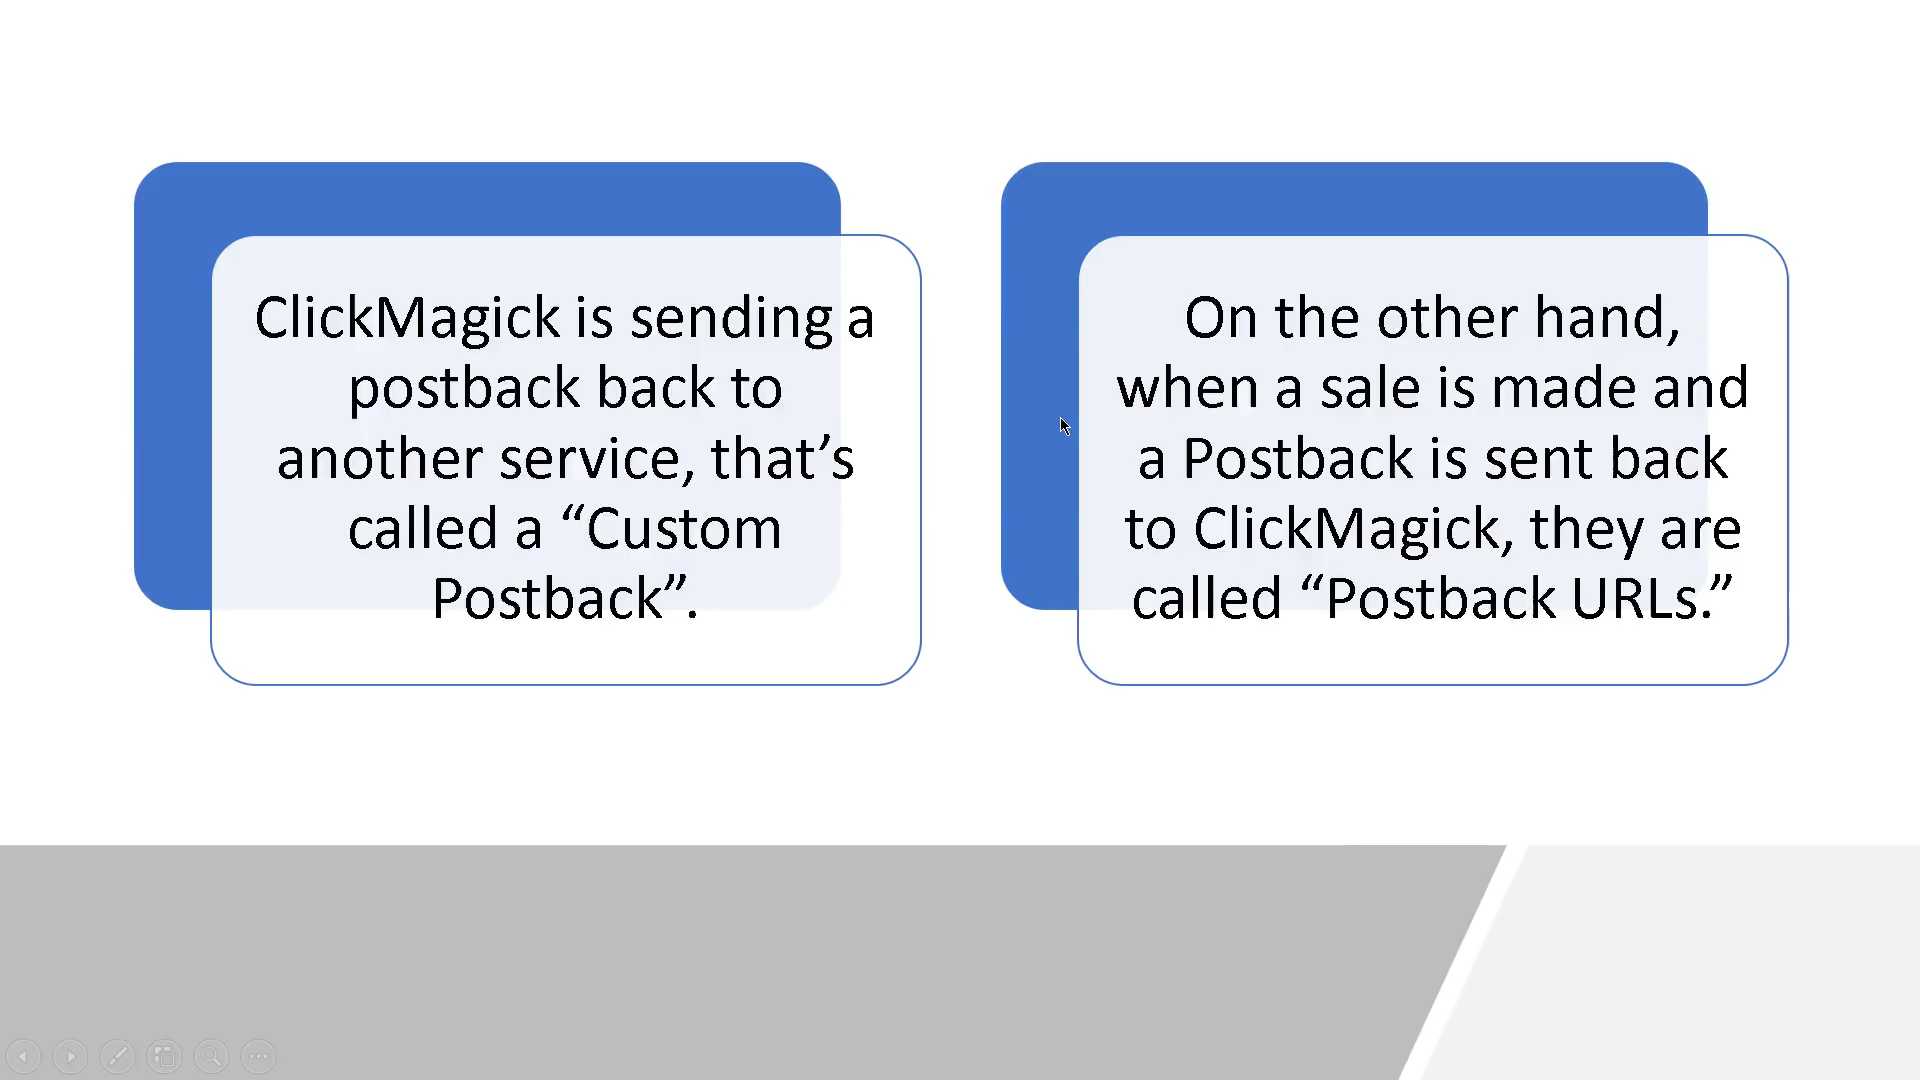 ClickMagick is sending a
postback back to
another service, that’s
called a “Custom
Postback”.
On the other hand,
when a sale is made and
a Postback is sent back
to ClickMagick, they are
called “Postback URLs.”